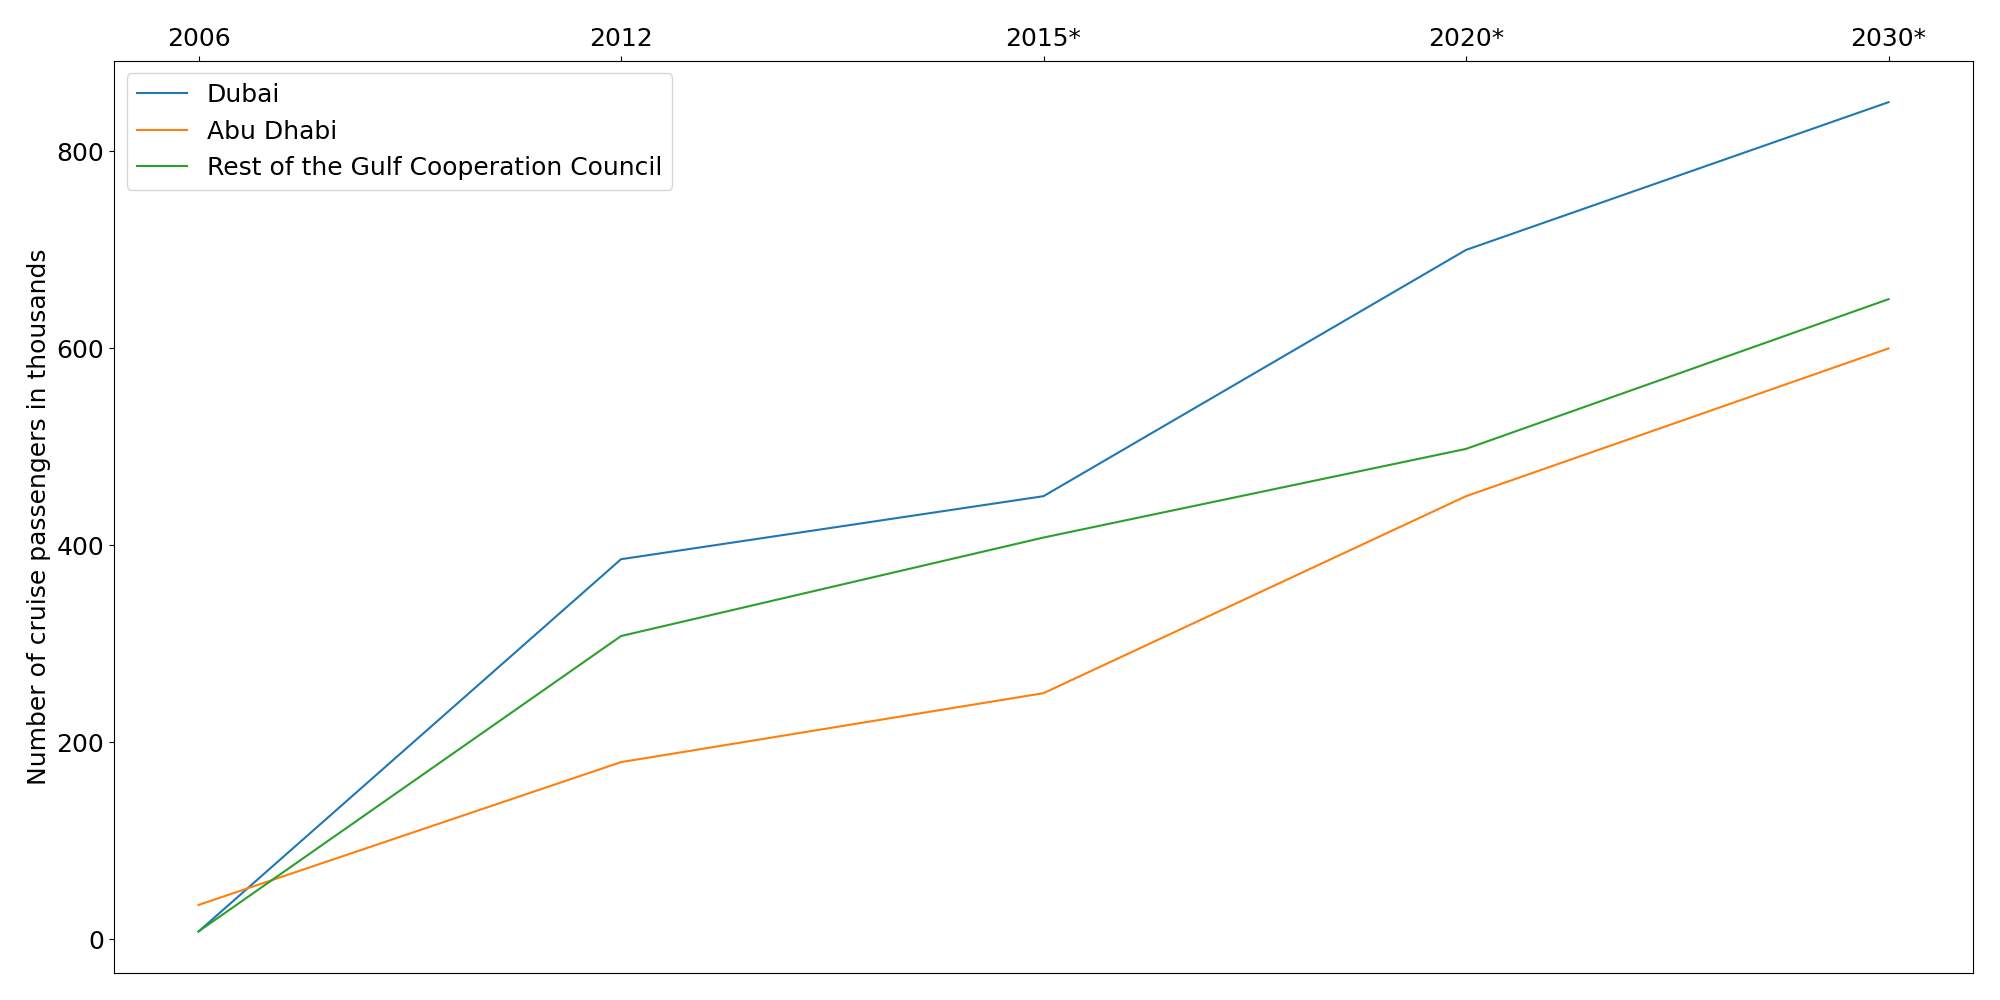 2006 2012 2015* 2020* 2030*
Dubai
Abu Dhabi
Rest of the Gulf Cooperation Council
Number of cruise passengers in thousands
800
600
400
200
0